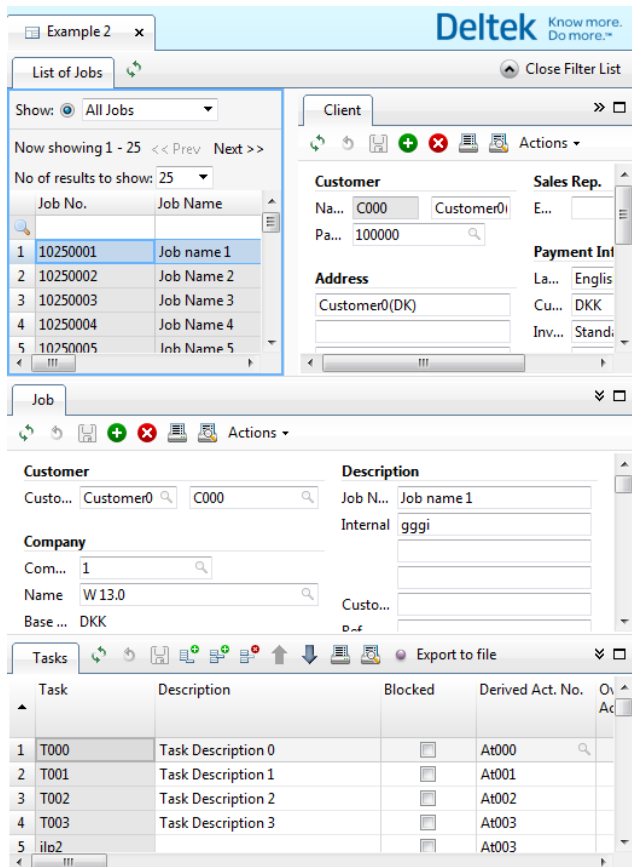 Example 2 x
Deltek Know more.
Do more.™
List of Jobs
Close Filter List
Show: All Jobs
Now showing 1 - 25 << Prev Next >>
No of results to show: 25
Job No. Job Name
1 10250001 Job name 1
2 10250002 Job Name 2
3 10250003 Job Name 3
4 10250004 Job Name 4
5 10250005 Job Name 5
Client
Actions
Customer Sales Rep.
Na... C000 Customer0( E...
Pa... 100000
Payment Inf
Address La... Englis
Customer0(DK) Cu... DKK
Inv... Standa
Job
Actions
Customer Description
Custo... Customer0 C000 Job N... Job name 1
Internal gggi
Company
Com... 1
Name W 13.0 Custo...
Base ... DKK Ref
Tasks Export to file
Task Description Blocked Derived Act. No. Ov
Ac
1 T000 Task Description 0 At000
2 T001 Task Description 1 At001
3 T002 Task Description 2 At002
4 T003 Task Description 3 At003
5 ilp2 At003